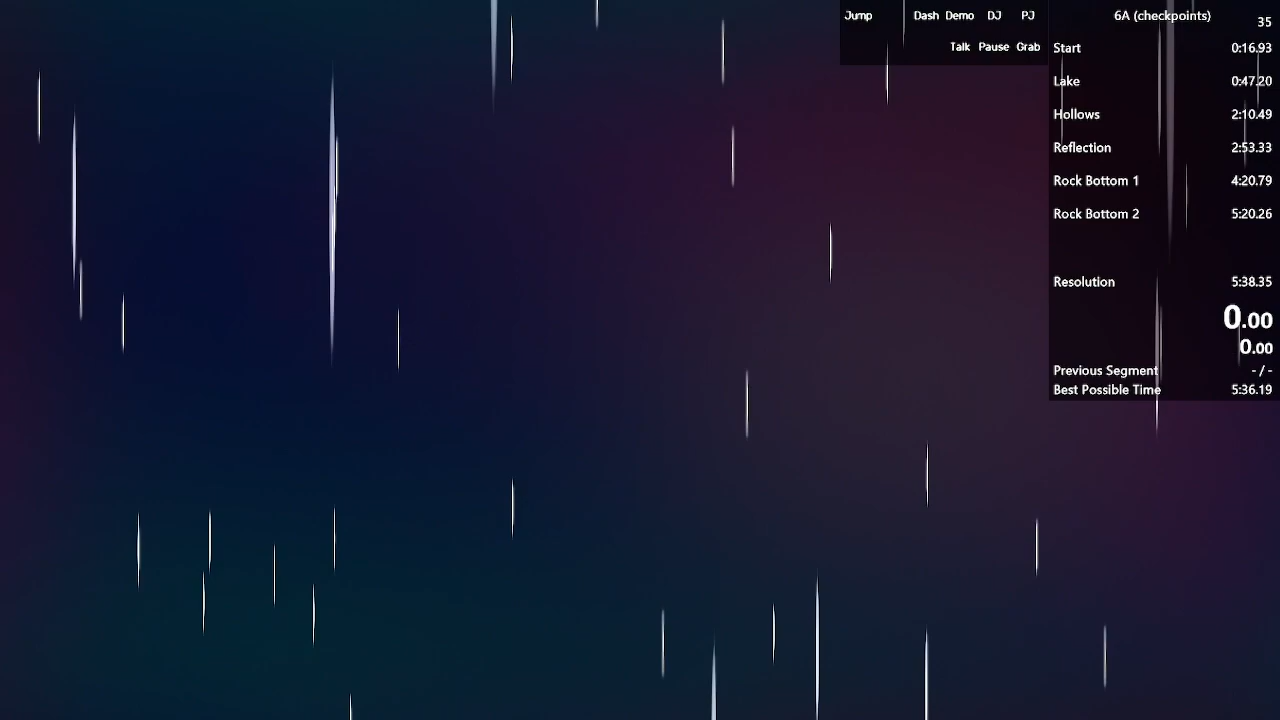 Jump Dash Demo DJ PJ
Talk Pause Grab
6A (checkpoints) 35
Start 0:16.93
Lake 0:47.20
Hollows 2:10.49
Reflection 2:53.33
Rock Bottom 1 4:20.79
Rock Bottom 2 5:20.26
Resolution 5:38.35
0.00
0.00
Previous Segment - / -
Best Possible Time 5:36.19